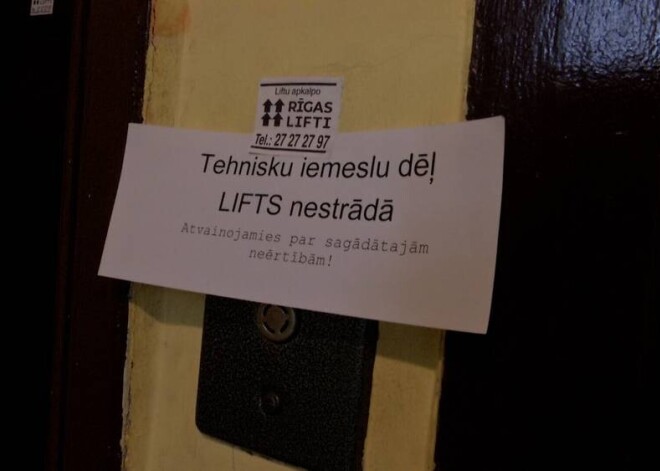 Liftu apkalpo
RĪGAS
LIFTI
Tel.: 27 27 27 97
Tehnisku iemeslu dēļ
LIFTS nestrādā
Atvainojamies par sagādātajām
neērtībām!